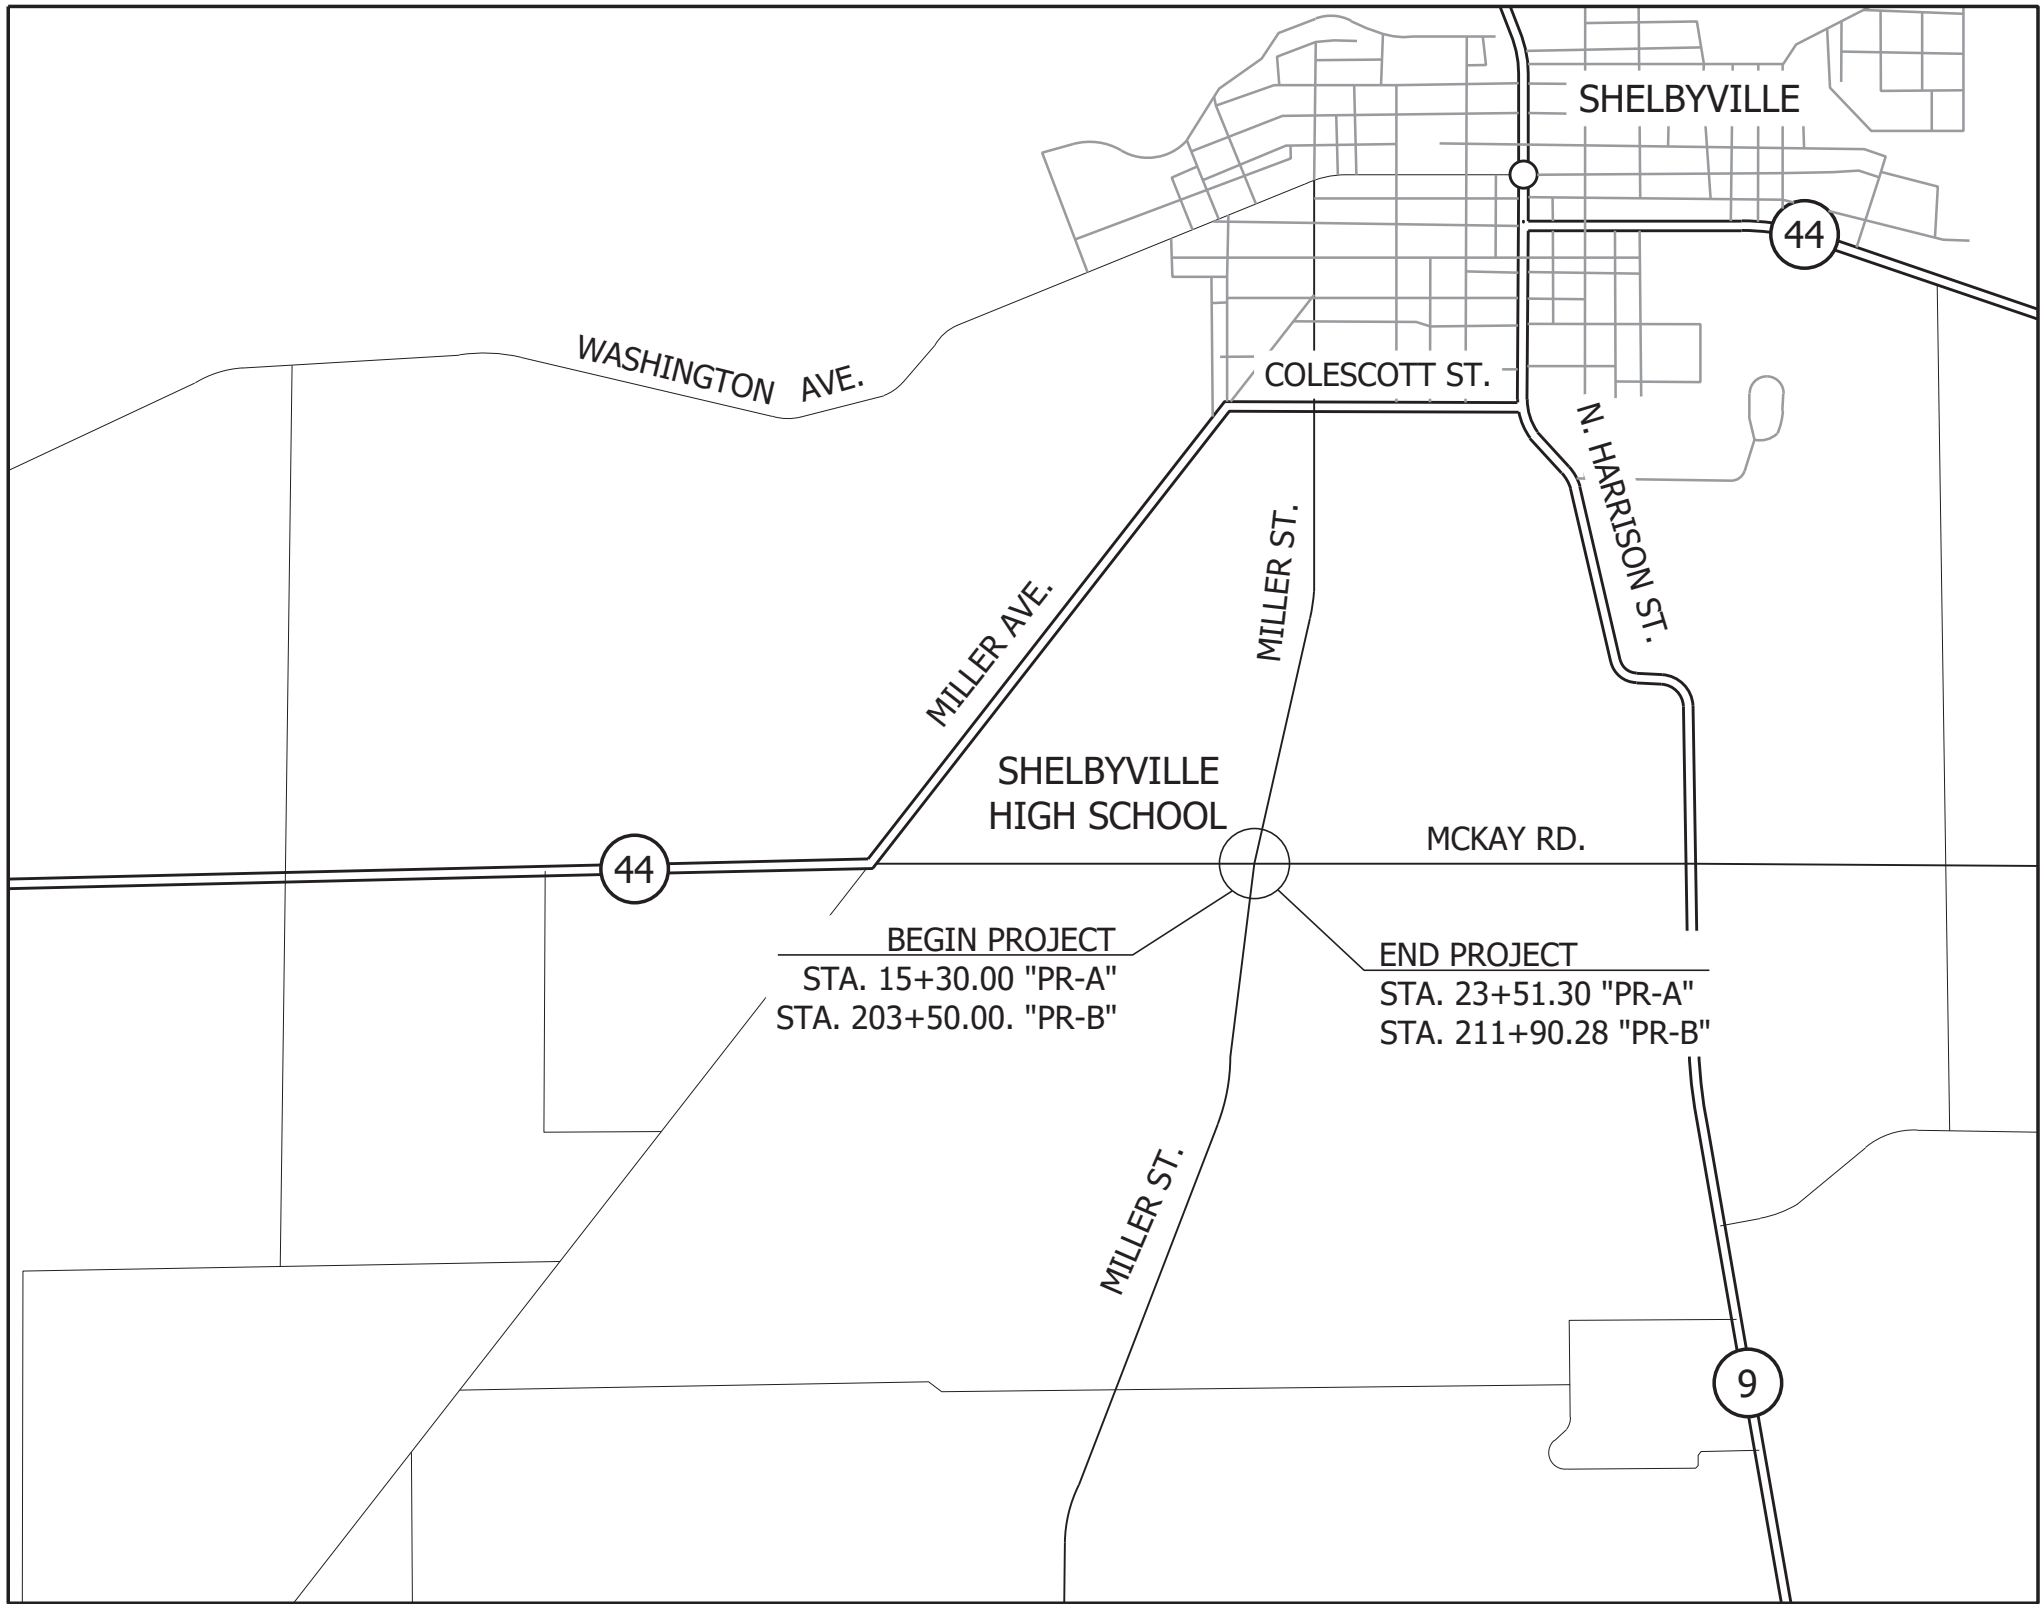 SHELBYVILLE
44
WASHINGTON AVE.
COLESCOTT ST.
N. HARRISON ST.
MILLER ST.
MILLER AVE.
SHELBYVILLE
HIGH SCHOOL
MCKAY RD.
44
BEGIN PROJECT
STA. 15+30.00 "PR-A"
STA. 203+50.00. "PR-B"
END PROJECT
STA. 23+51.30 "PR-A"
STA. 211+90.28 "PR-B"
MILLER ST.
9